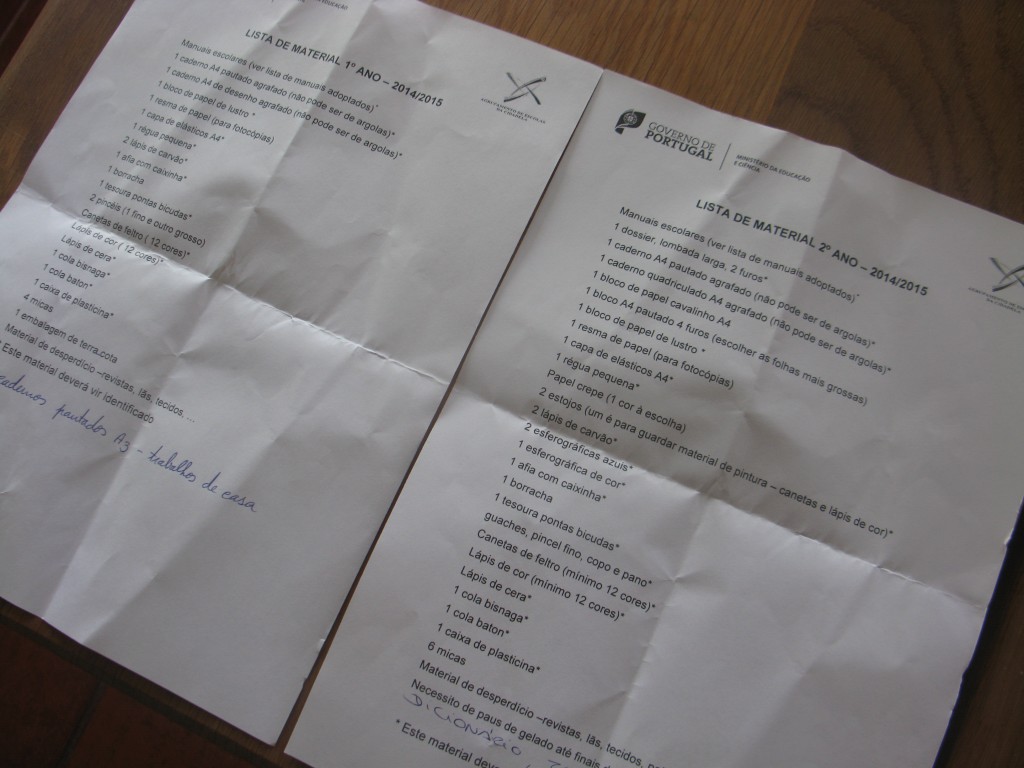 EDUCAÇÃO
LISTA DE MATERIAL 1º ANO – 2014/2015
AGRUPAMENTO DE ESCOLAS
Manuais escolares (ver lista de manuais adoptados)*
1 caderno A4 pautado agrafado (não pode ser de argolas)*
1 caderno A4 de desenho agrafado (não pode ser de argolas)*
1 bloco de papel de lustro *
1 resma de papel (para fotocópias)
1 capa de elásticos A4*
1 régua pequena*
2 lápis de carvão*
1 afia com caixinha*
1 borracha
1 tesoura pontas bicudas*
2 pincéis (1 fino e outro grosso)
Canetas de feltro ( 12 cores)*
Lápis de cor ( 12 cores)*
Lápis de cera*
1 cola bisnaga*
1 cola baton*
1 caixa de plasticina*
4 micas
1 embalagem de terra.cota
Material de desperdício –revistas, lãs, tecidos, ...
* Este material deverá vir identificado
cadernos pautados A5 – trabalhos de casa
GOVERNO DE
PORTUGAL
MINISTÉRIO DA EDUCAÇÃO
E CIÊNCIA
LISTA DE MATERIAL 2º ANO – 2014/2015
Manuais escolares (ver lista de manuais adoptados)*
1 dossier, lombada larga, 2 furos*
1 caderno A4 pautado agrafado (não pode ser de argolas)*
1 caderno quadriculado A4 agrafado (não pode ser de argolas)*
1 bloco de papel cavalinho A4
1 bloco A4 pautado 4 furos (escolher as folhas mais grossas)
1 bloco de papel de lustro *
1 resma de papel (para fotocópias)
1 capa de elásticos A4*
1 régua pequena*
Papel crepe (1 cor à escolha)
2 estojos (um é para guardar material de pintura – canetas e lápis de cor)*
2 lápis de carvão*
2 esferográficas azuis*
1 esferográfica de cor*
1 afia com caixinha*
1 borracha
1 tesoura pontas bicudas*
guaches, pincel fino, copo e pano*
Canetas de feltro (mínimo 12 cores)*
Lápis de cor (mínimo 12 cores)*
Lápis de cera*
1 cola bisnaga*
1 cola baton*
1 caixa de plasticina*
6 micas
Material de desperdício –revistas, lãs, tecidos,
Necessito de paus de gelado até finais
DICIONÁRIO
* Este material